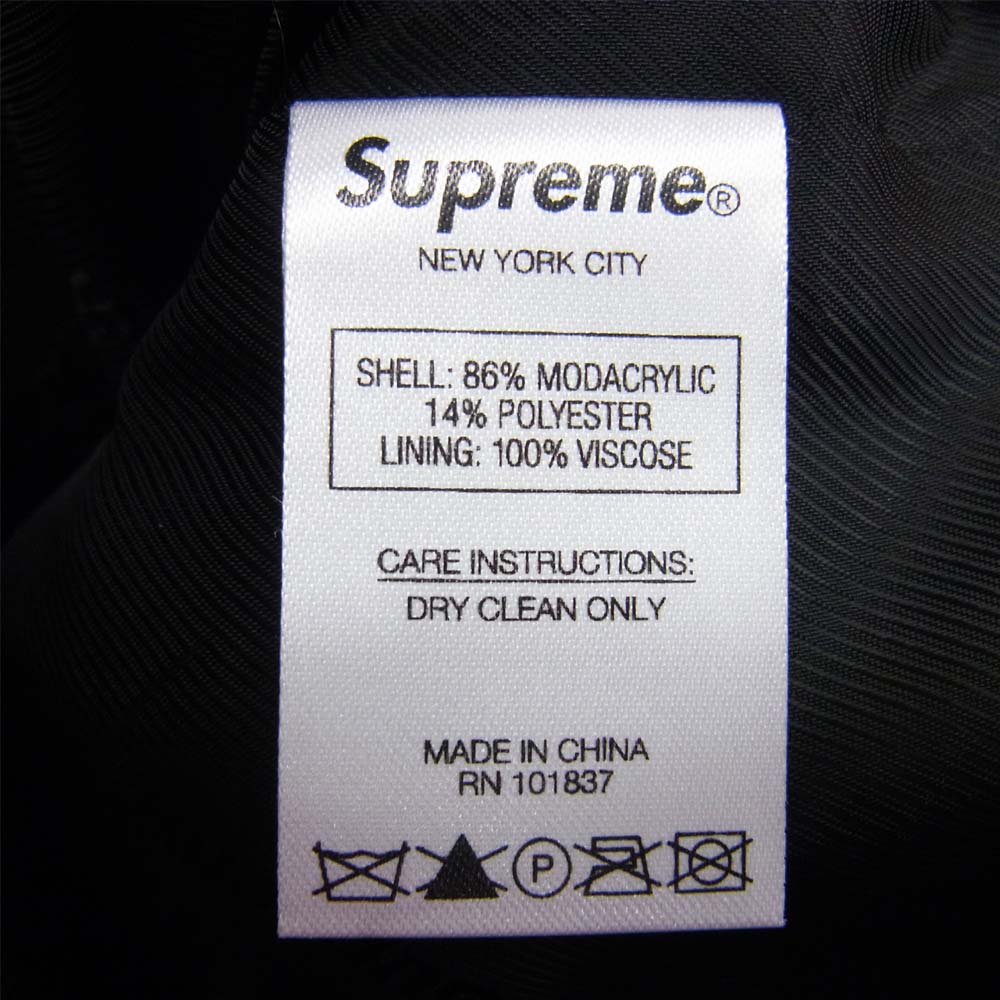 Supreme®
NEW YORK CITY
SHELL: 86% MODACRYLIC
14% POLYESTER
LINING: 100% VISCOSE
CARE INSTRUCTIONS:
DRY CLEAN ONLY
MADE IN CHINA
RN 101837
P